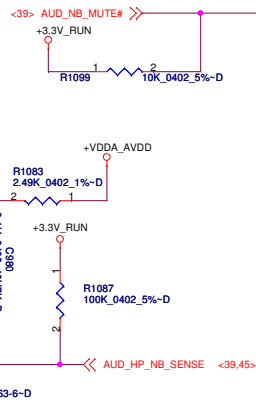 <39> AUD_NB_MUTE#
+3.3V_RUN
1 2
R1099 10K_0402_5%~D
+VDDA_AVDD
R1083
2.49K_0402_1%~D
2 1
+3.3V_RUN
C980
1
R1087
100K_0402_5%~D
2
AUD_HP_NB_SENSE <39,45>
63-6~D